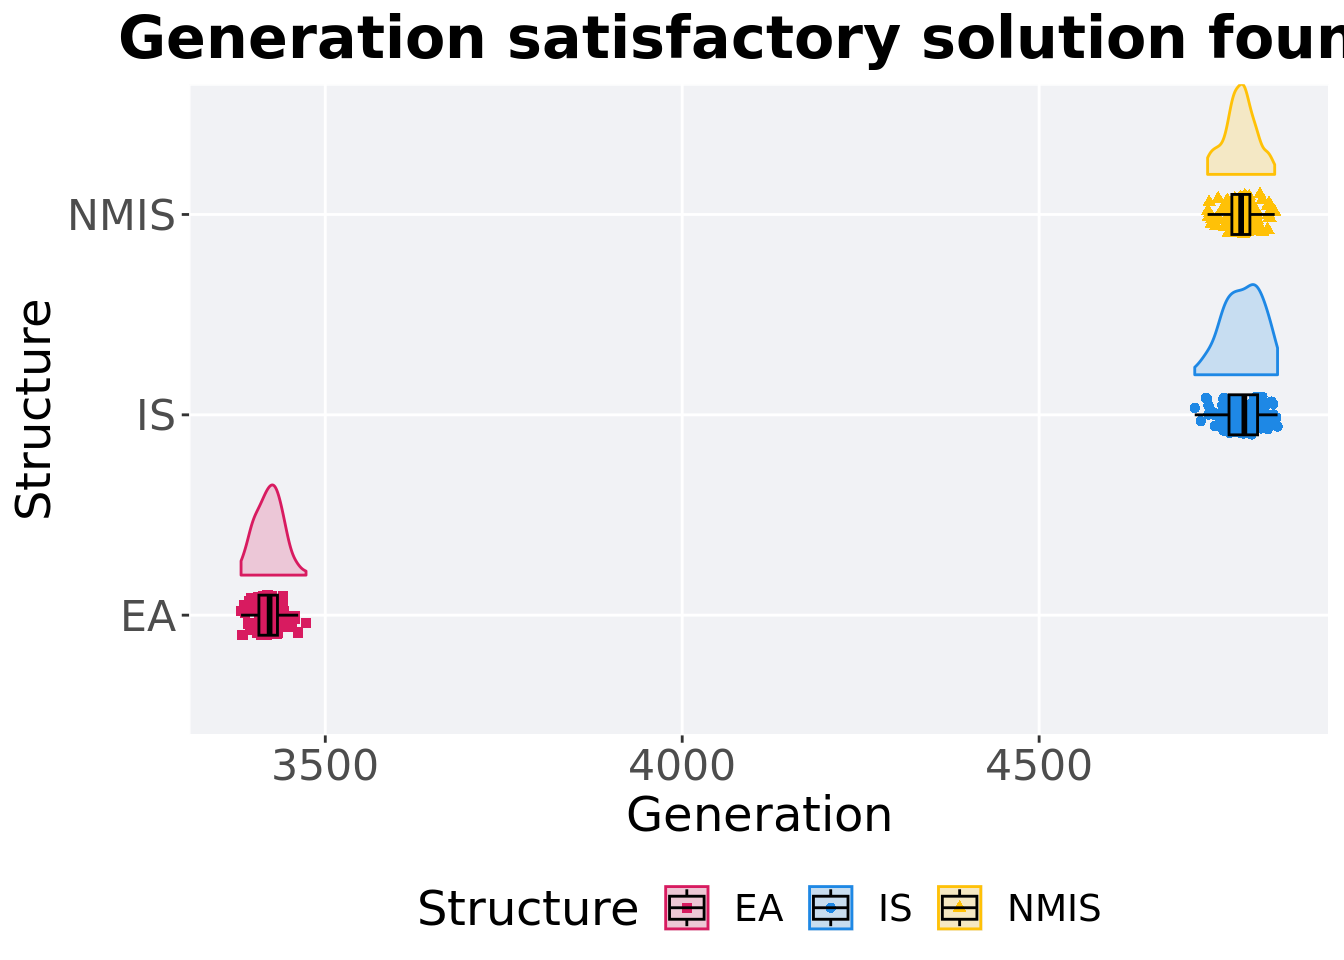 Generation satisfactory solution foun
NMIS
IS
EA
Structure
3500 4000 4500
Generation
Structure EA IS NMIS